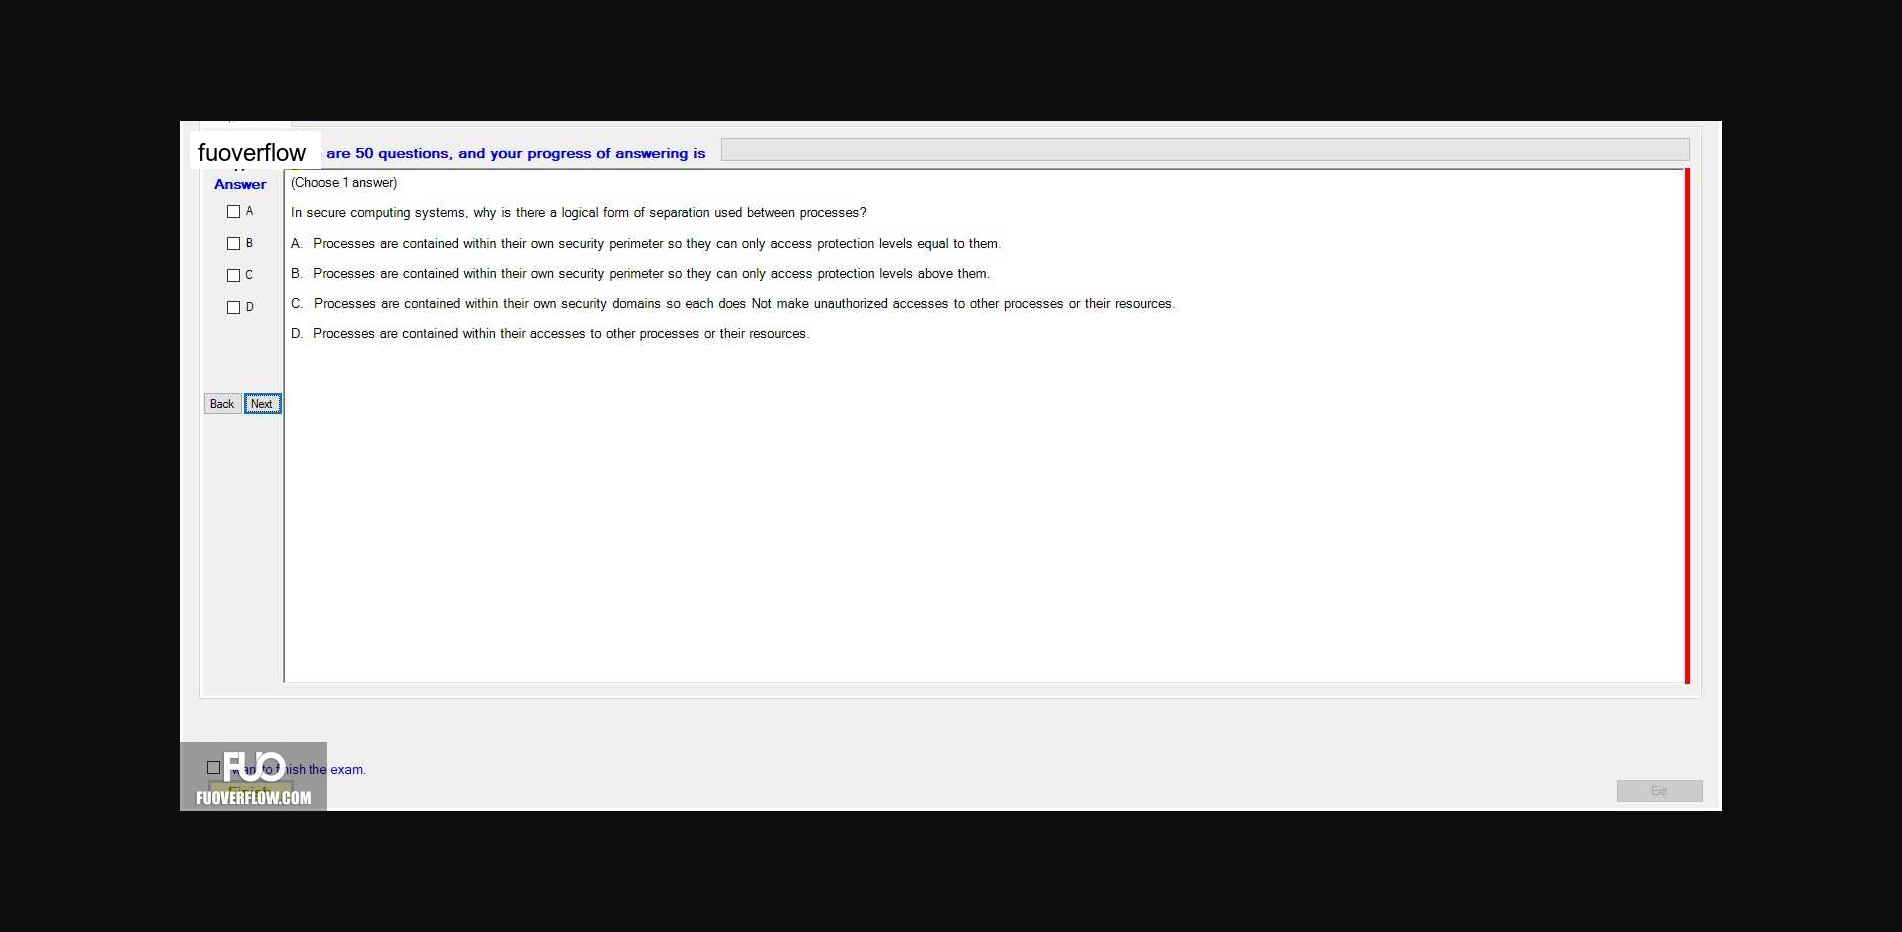 fuoverflow are 50 questions, and your progress of answering is
Answer
(Choose 1 answer)
A
In secure computing systems, why is there a logical form of separation used between processes?
B
A. Processes are contained within their own security perimeter so they can only access protection levels equal to them.
C
B. Processes are contained within their own security perimeter so they can only access protection levels above them.
D
C. Processes are contained within their own security domains so each does Not make unauthorized accesses to other processes or their resources.
D. Processes are contained within their accesses to other processes or their resources.
Back Next
FUO
want to finish the exam.
Finish
FUOVERFLOW.COM
Exit